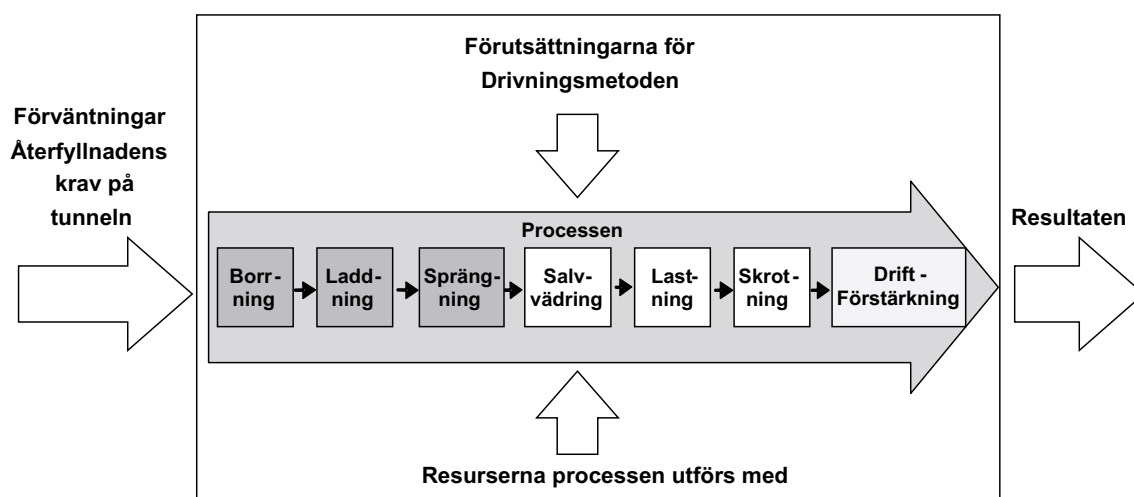 Förutsättningarna för
Drivningsmetoden
Förväntningar
Återfyllnadens
krav på
tunneln
Processen
Borr-
ning
Ladd-
ning
Spräng-
ning
Salv-
vädring
Last-
ning
Skrot-
ning
Drift -
Förstärkning
Resultaten
Resurserna processen utförs med